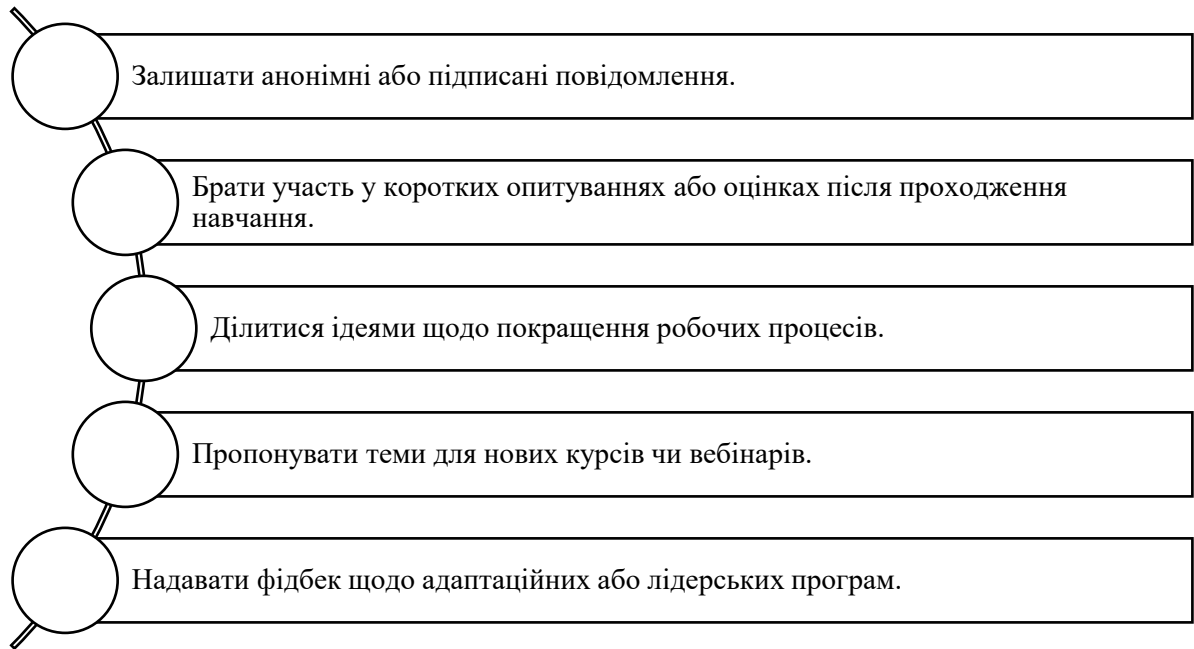 Залишати анонімні або підписані повідомлення.
Брати участь у коротких опитуваннях або оцінках після проходження
навчання.
Ділитися ідеями щодо покращення робочих процесів.
Пропонувати теми для нових курсів чи вебінарів.
Надавати фідбек щодо адаптаційних або лідерських програм.